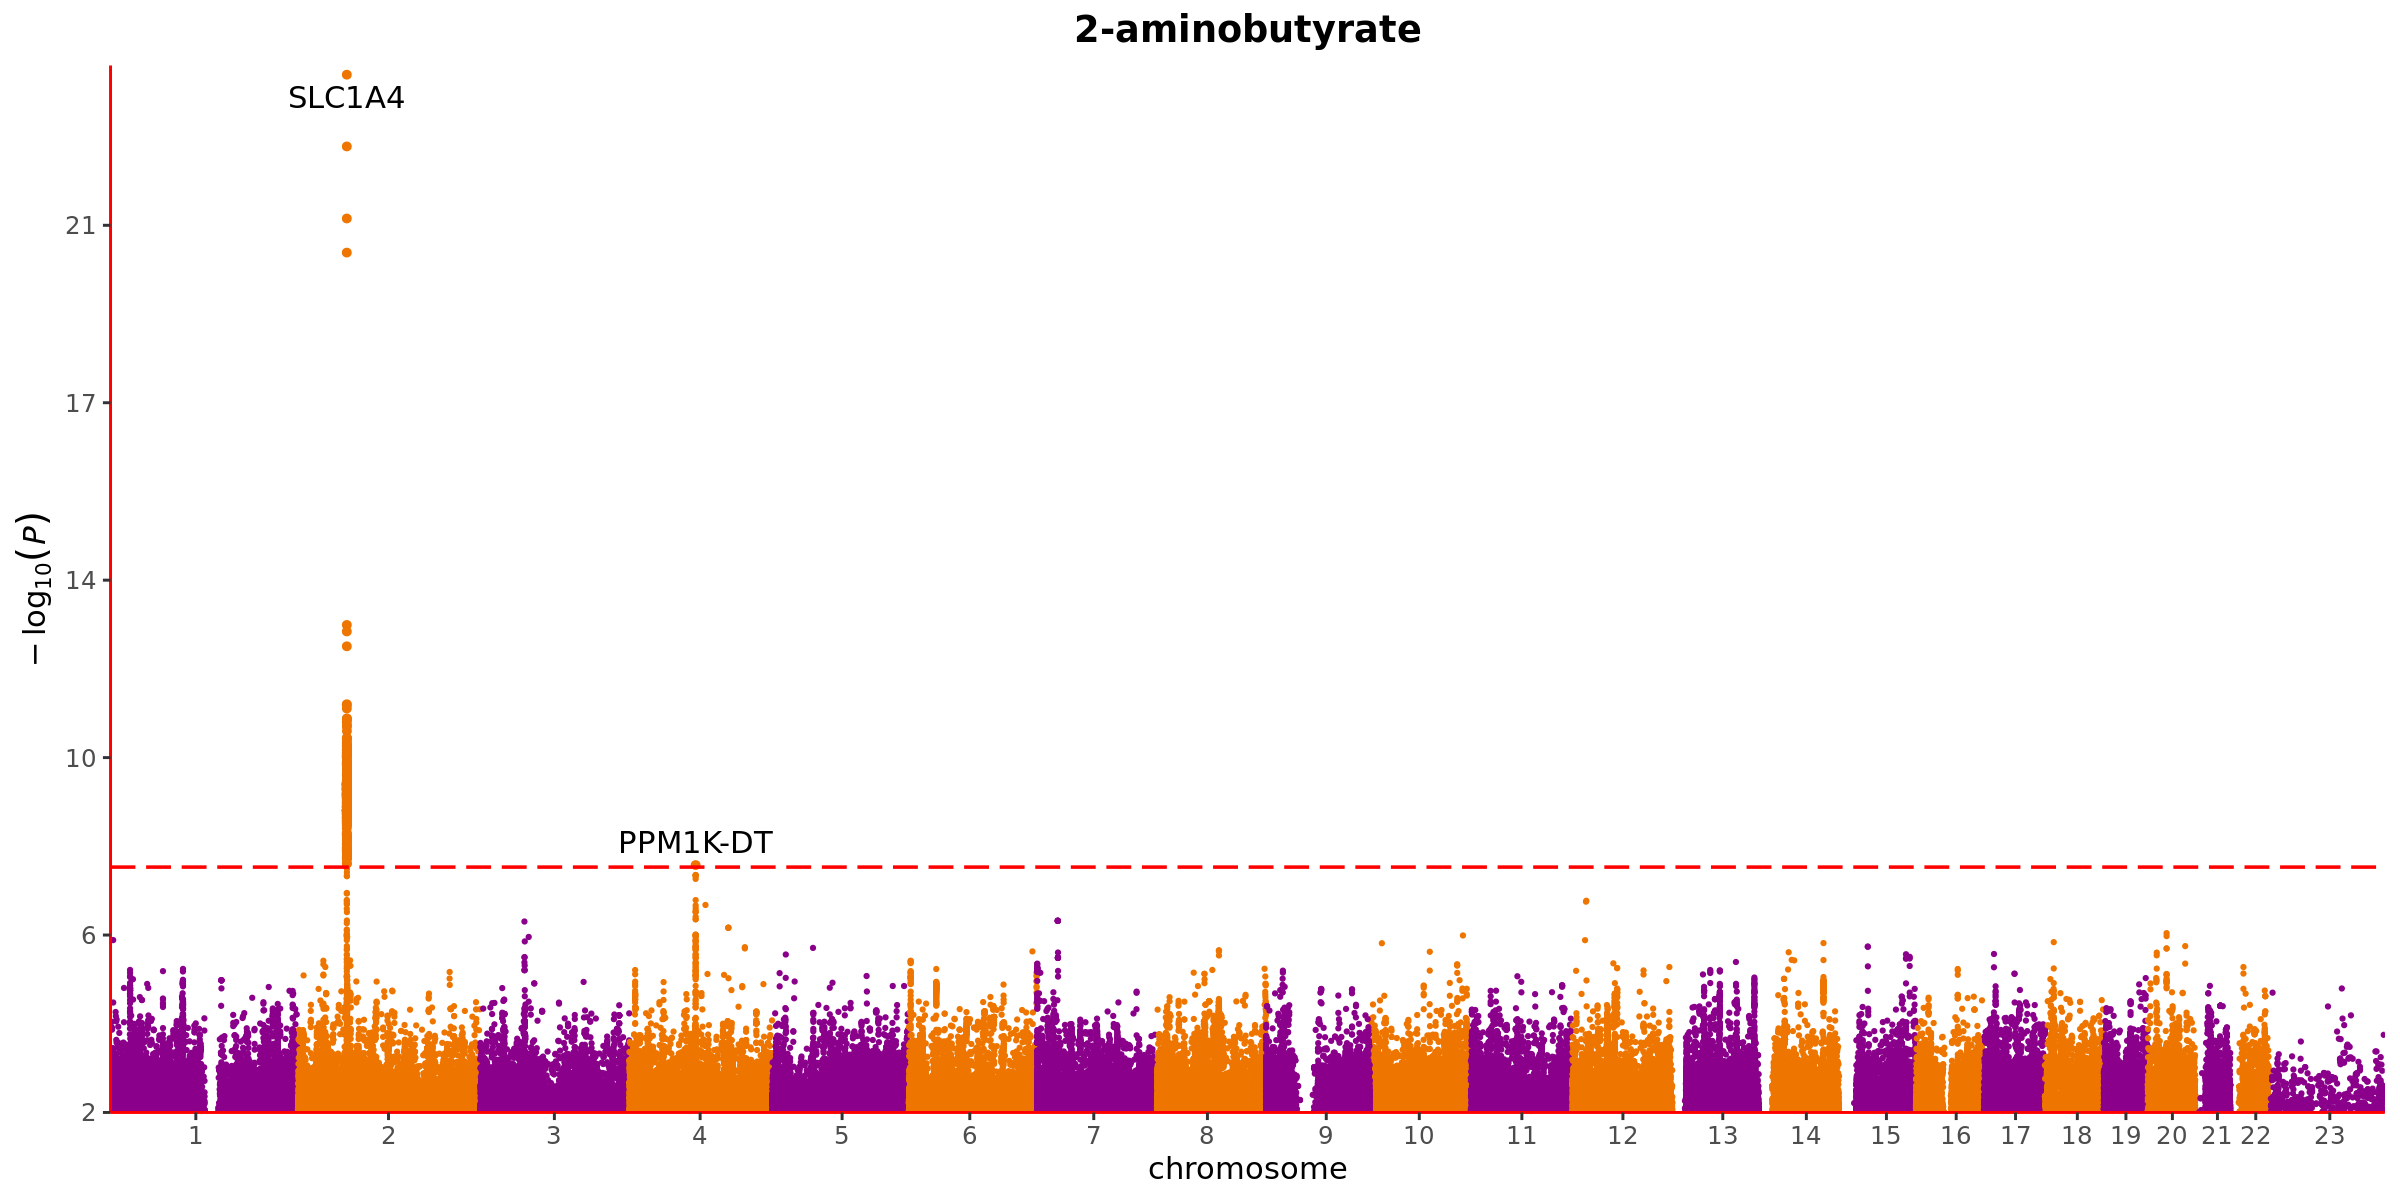 2-aminobutyrate
SLC1A4
21
17
14
10
6
2
− log10(P)
PPM1K-DT
1 2 3 4 5 6 7 8 9 10 11 12 13 14 15 16 17 18 19 20 21 22 23
chromosome